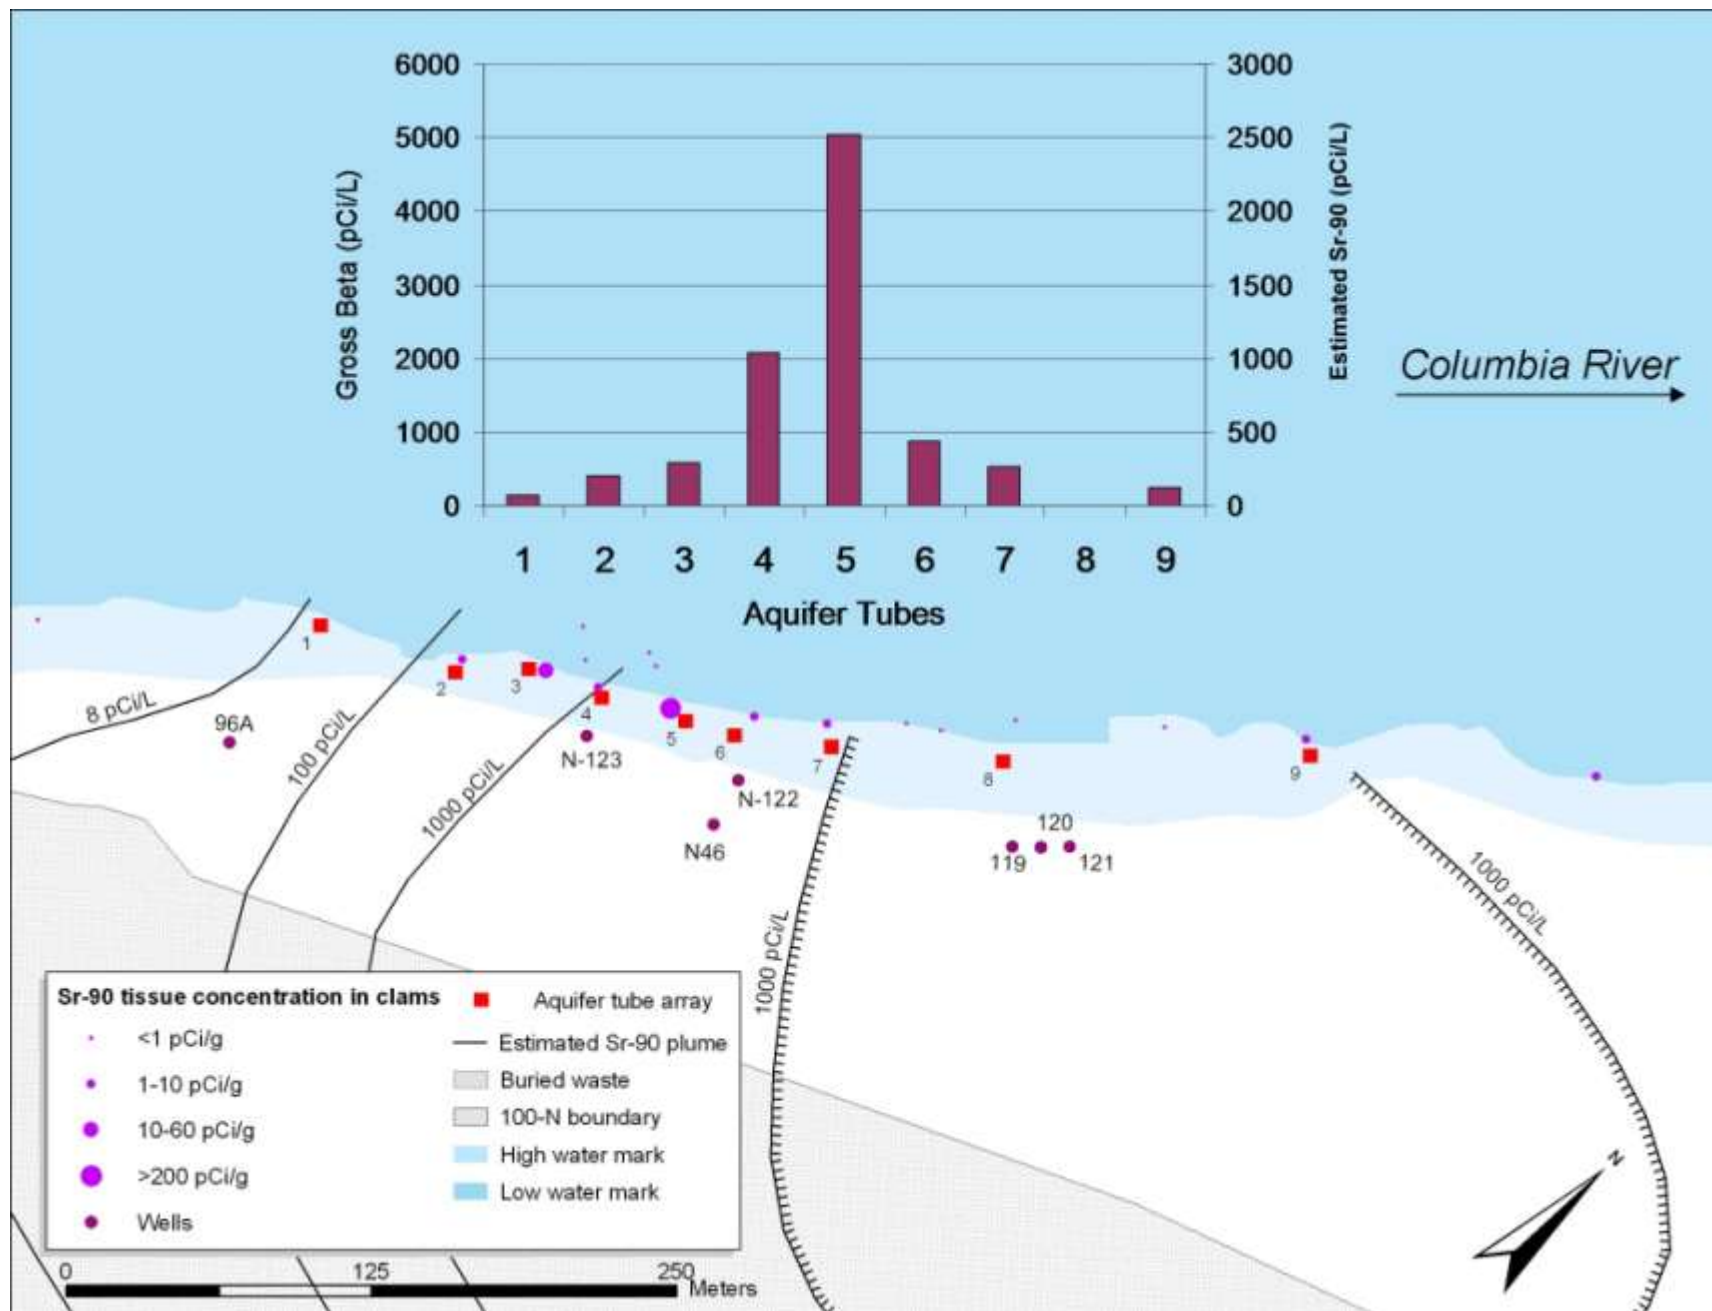 6000
5000
4000
3000
2000
1000
0
Gross Beta (pCi/L)
3000
2500
2000
1500
1000
500
0
Estimated Sr-90 (pCi/L)
1 2 3 4 5 6 7 8 9
Aquifer Tubes
Columbia River
1
2
3
4
5
6
7
8
9
8 pCi/L
96A
100 pCi/L
1000 pCi/L
N-123
N-122
N46
119
120
121
1000 pCi/L
1000 pCi/L
Sr-90 tissue concentration in clams
<1 pCi/g
1-10 pCi/g
10-60 pCi/g
>200 pCi/g
Wells
Aquifer tube array
Estimated Sr-90 plume
Buried waste
100-N boundary
High water mark
Low water mark
0 125 250
Meters
N